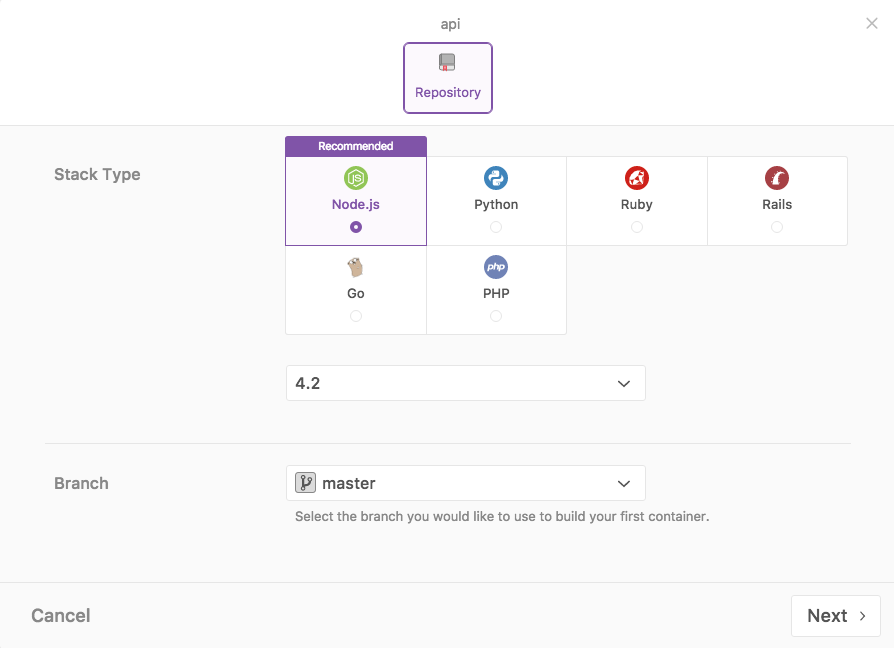 api
Repository
Recommended
Stack Type
JS
Node.js
Python
Ruby
Rails
php
Go
PHP
4.2
Branch
master
Select the branch you would like to use to build your first container.
Cancel
Next